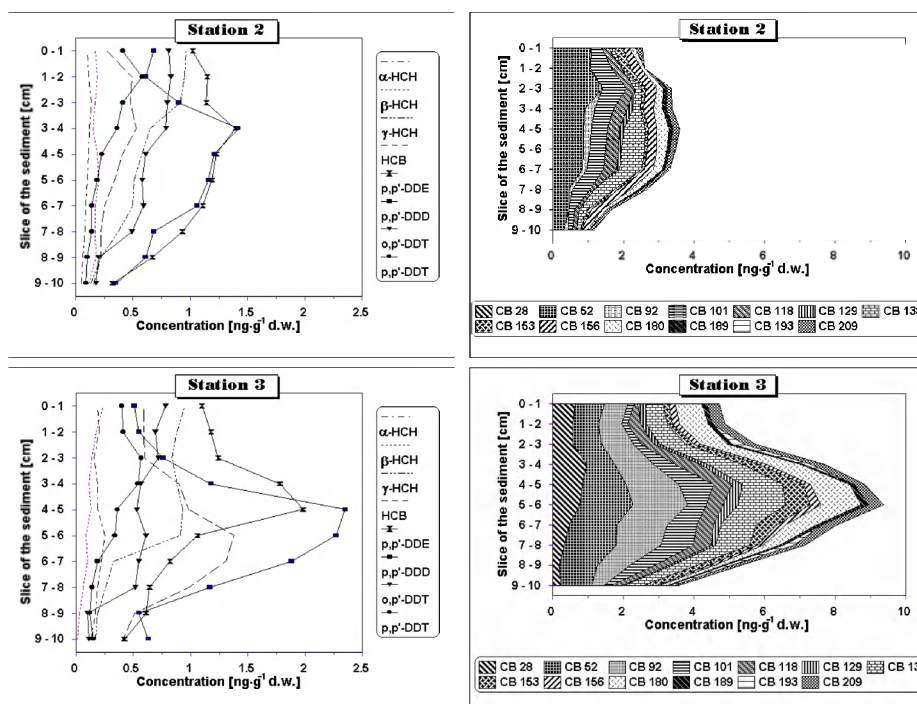 Station 2
Slice of the sediment [cm]
0 - 1
1 - 2
2 - 3
3 - 4
4 - 5
5 - 6
6 - 7
7 - 8
8 - 9
9 - 10
0 0.5 1 1.5 2 2.5
Concentration [ng·g⁻¹ d.w.]
α-HCH
β-HCH
γ-HCH
HCB
p,p'-DDE
p,p'-DDD
o,p'-DDT
p,p'-DDT
Station 2
Slice of the sediment [cm]
0 - 1
1 - 2
2 - 3
3 - 4
4 - 5
5 - 6
6 - 7
7 - 8
8 - 9
9 - 10
0 2 4 6 8 10
Concentration [ng·g⁻¹ d.w.]
CB 28 CB 52 CB 92 CB 101 CB 118 CB 129 CB 138
CB 153 CB 156 CB 180 CB 189 CB 193 CB 209
Station 3
Slice of the sediment [cm]
0 - 1
1 - 2
2 - 3
3 - 4
4 - 5
5 - 6
6 - 7
7 - 8
8 - 9
9 - 10
0 0.5 1 1.5 2 2.5
Concentration [ng·g⁻¹ d.w.]
α-HCH
β-HCH
γ-HCH
HCB
p,p'-DDE
p,p'-DDD
o,p'-DDT
p,p'-DDT
Station 3
Slice of the sediment [cm]
0 - 1
1 - 2
2 - 3
3 - 4
4 - 5
5 - 6
6 - 7
7 - 8
8 - 9
9 - 10
0 2 4 6 8 10
Concentration [ng·g⁻¹ d.w.]
CB 28 CB 52 CB 92 CB 101 CB 118 CB 129 CB 13
CB 153 CB 156 CB 180 CB 189 CB 193 CB 209